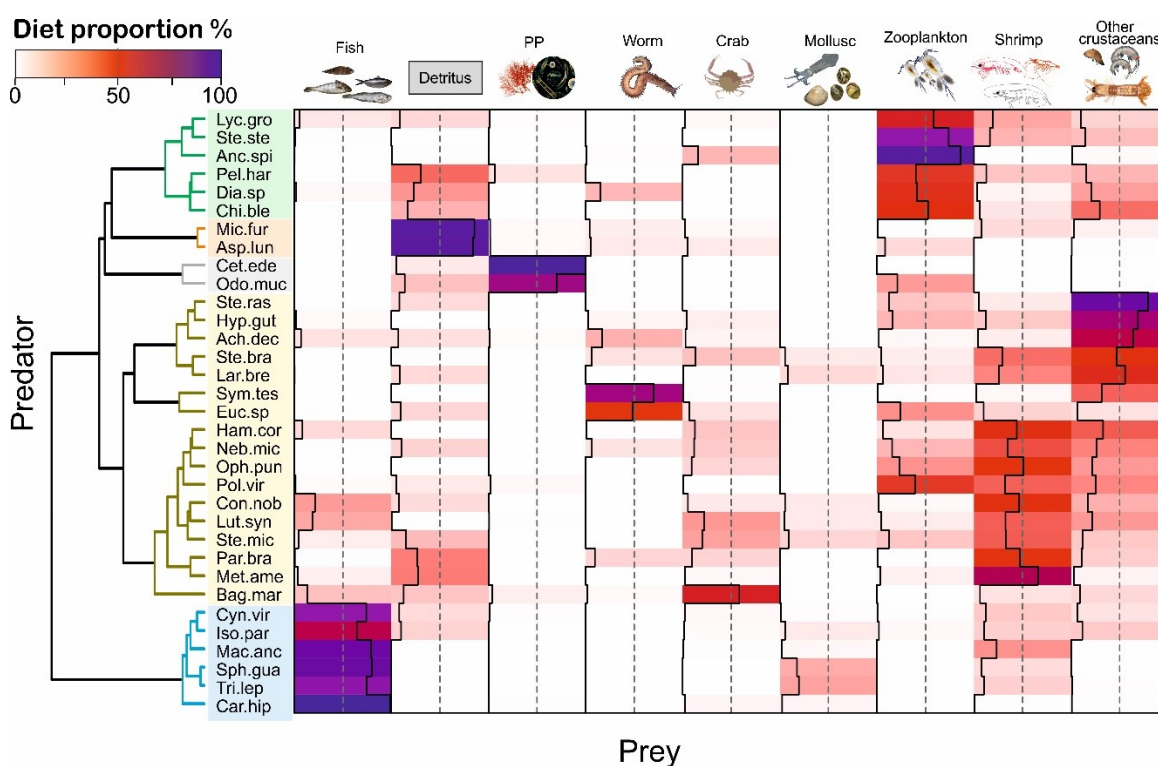 Diet proportion %
0 50 100
Fish
Detritus
PP
Worm
Crab
Mollusc
Zooplankton
Shrimp
Other
crustaceans
Predator
Lyc.gro
Ste.ste
Anc.spi
Pel.har
Dia.sp
Chi.ble
Mic.fur
Asp.lun
Cet.ede
Odo.muc
Ste.ras
Hyp.gut
Ach.dec
Ste.bra
Lar.bre
Sym.tes
Euc.sp
Ham.cor
Neb.mic
Oph.pun
Pol.vir
Con.nob
Lut.syn
Ste.mic
Par.bra
Met.ame
Bag.mar
Cyn.vir
Iso.par
Mac.anc
Sph.gua
Tri.lep
Car.hip
Prey